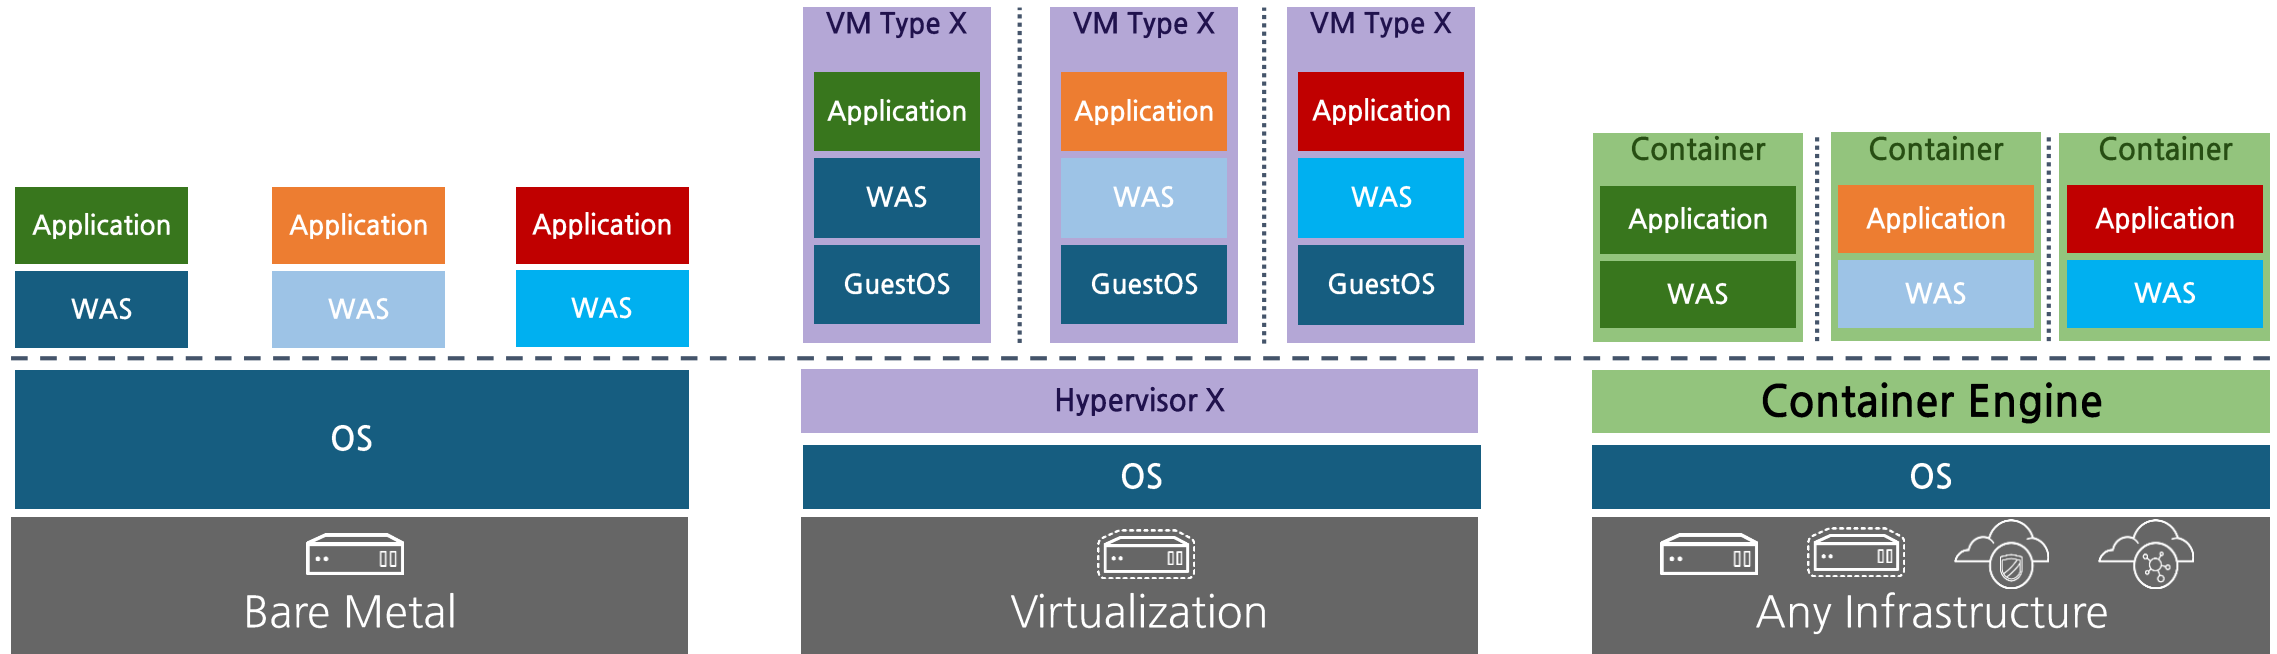 Application
Application
Application
WAS
WAS
WAS
OS
Bare Metal
VM Type X
VM Type X
VM Type X
Application
Application
Application
WAS
WAS
WAS
GuestOS
GuestOS
GuestOS
Hypervisor X
OS
Virtualization
Container
Container
Container
Application
Application
Application
WAS
WAS
WAS
Container Engine
OS
Any Infrastructure